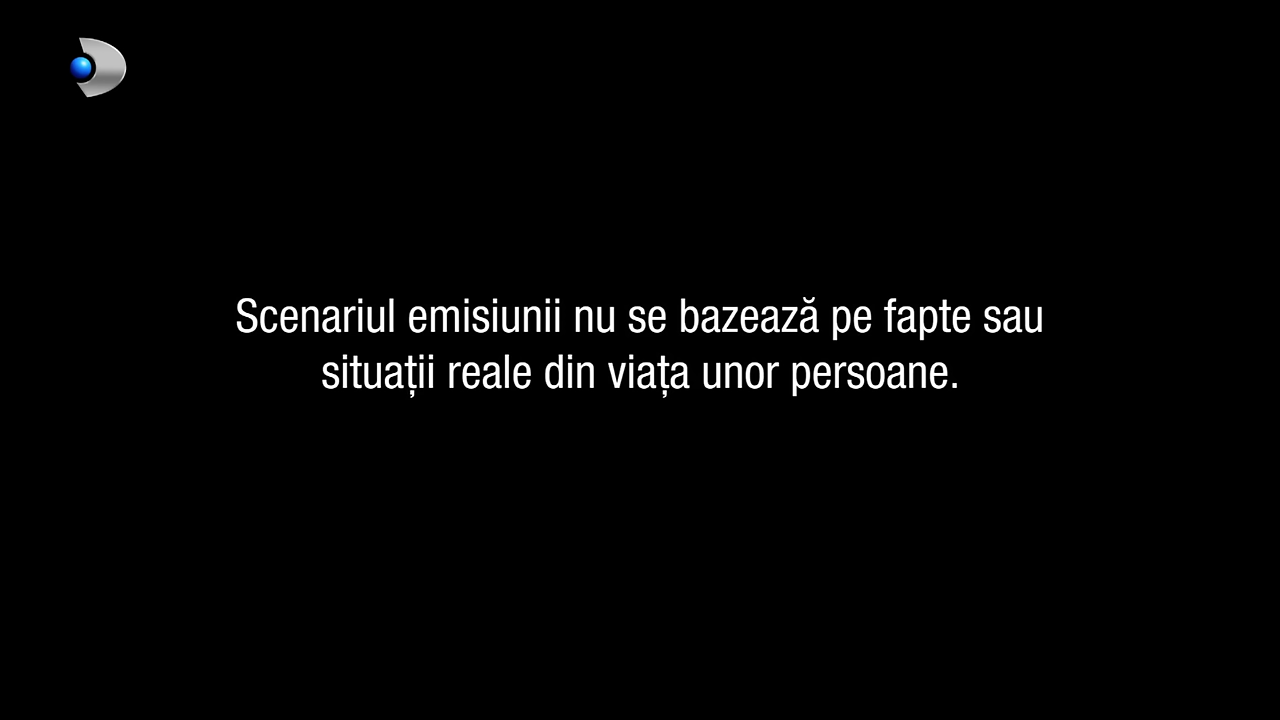 Scenariul emisiunii nu se bazează pe fapte sau
situații reale din viața unor persoane.